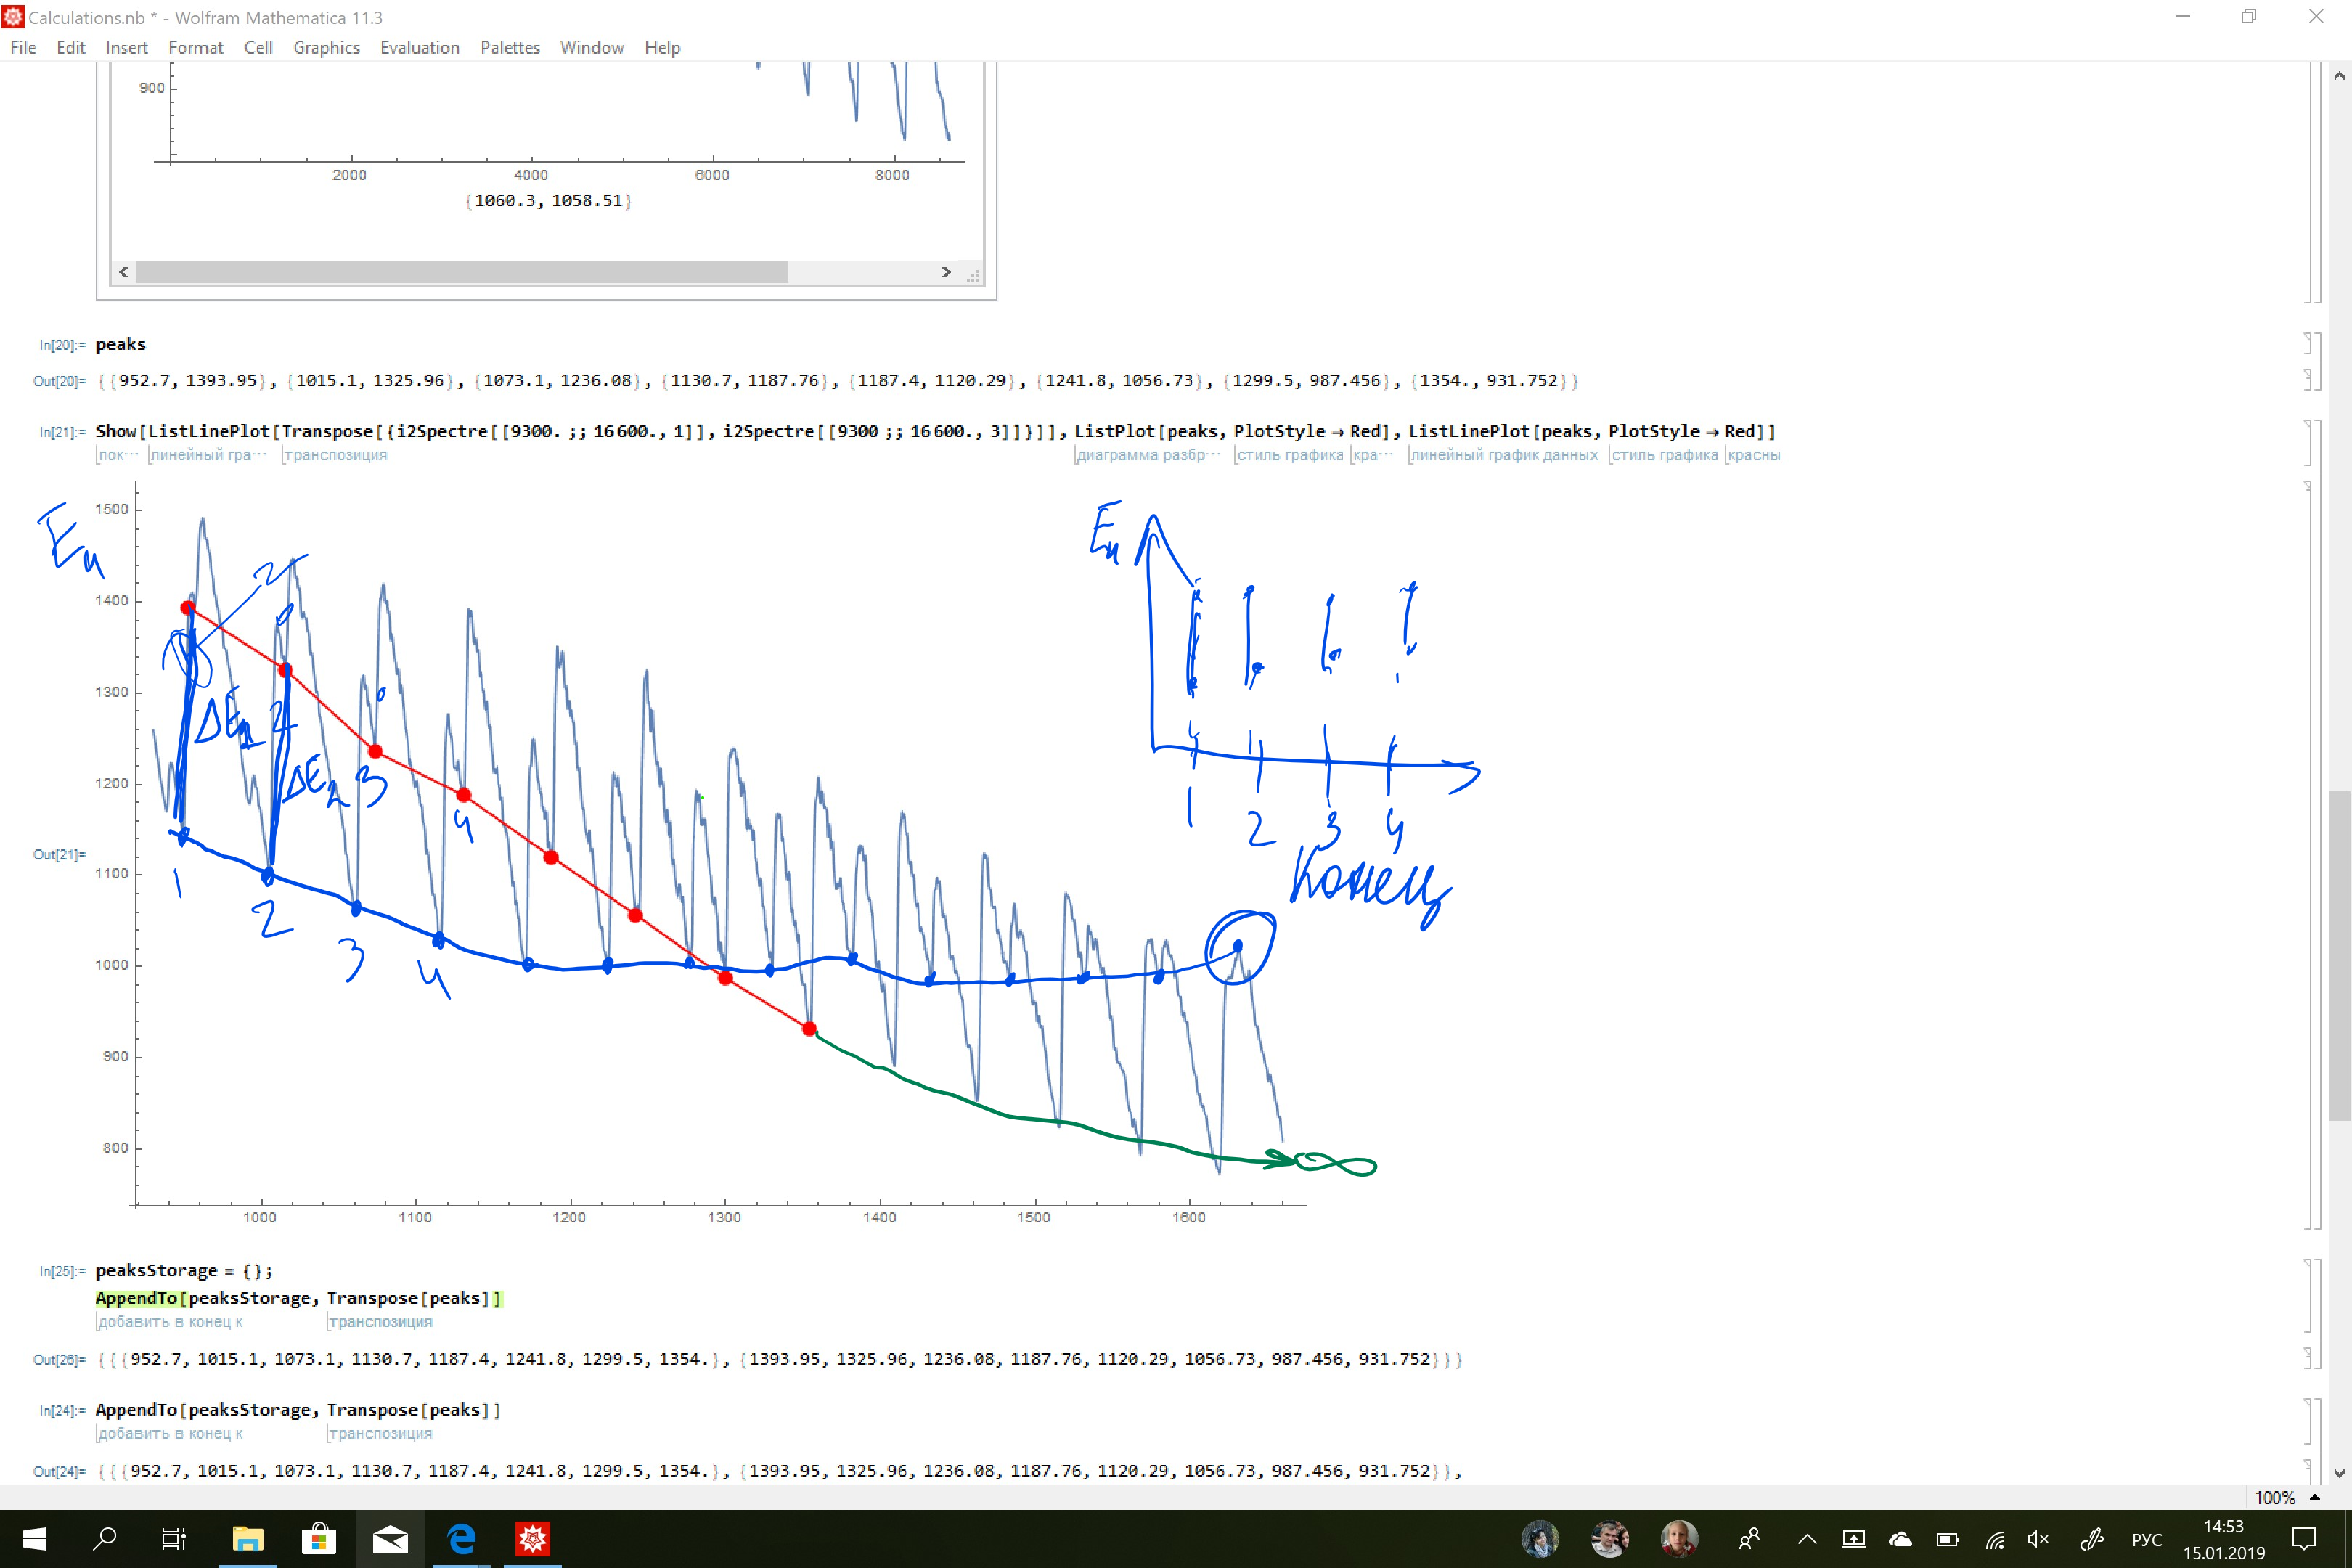 Calculations.nb * - Wolfram Mathematica 11.3
File Edit Insert Format Cell Graphics Evaluation Palettes Window Help
900
2000 4000 6000 8000
{1060.3, 1058.51}
In[20]:= peaks
Out[20]= {{952.7, 1393.95}, {1015.1, 1325.96}, {1073.1, 1236.08}, {1130.7, 1187.76}, {1187.4, 1120.29}, {1241.8, 1056.73}, {1299.5, 987.456}, {1354., 931.752}}
In[21]:= Show[ListLinePlot[Transpose[{i2Spectre[[9300. ;; 16600., 1]], i2Spectre[[9300 ;; 16600., 3]]}]], ListPlot[peaks, PlotStyle → Red], ListLinePlot[peaks, PlotStyle → Red]]
пок… линейный гра… транспозиция диаграмма разбр… стиль графика кра… линейный график данных стиль графика красны
Out[21]=
1500
1400
1300
1200
1100
1000
900
800
1000 1100 1200 1300 1400 1500 1600
En
2
ΔE1
2
ΔE2
3
4
1
2
3
4
En
1 2 3 4
Конец
∞
In[25]:= peaksStorage = {};
AppendTo[peaksStorage, Transpose[peaks]]
добавить в конец к транспозиция
Out[26]= {{{952.7, 1015.1, 1073.1, 1130.7, 1187.4, 1241.8, 1299.5, 1354.}, {1393.95, 1325.96, 1236.08, 1187.76, 1120.29, 1056.73, 987.456, 931.752}}}
In[24]:= AppendTo[peaksStorage, Transpose[peaks]]
добавить в конец к транспозиция
Out[24]= {{{952.7, 1015.1, 1073.1, 1130.7, 1187.4, 1241.8, 1299.5, 1354.}, {1393.95, 1325.96, 1236.08, 1187.76, 1120.29, 1056.73, 987.456, 931.752}},
100%
РУС
14:53
15.01.2019